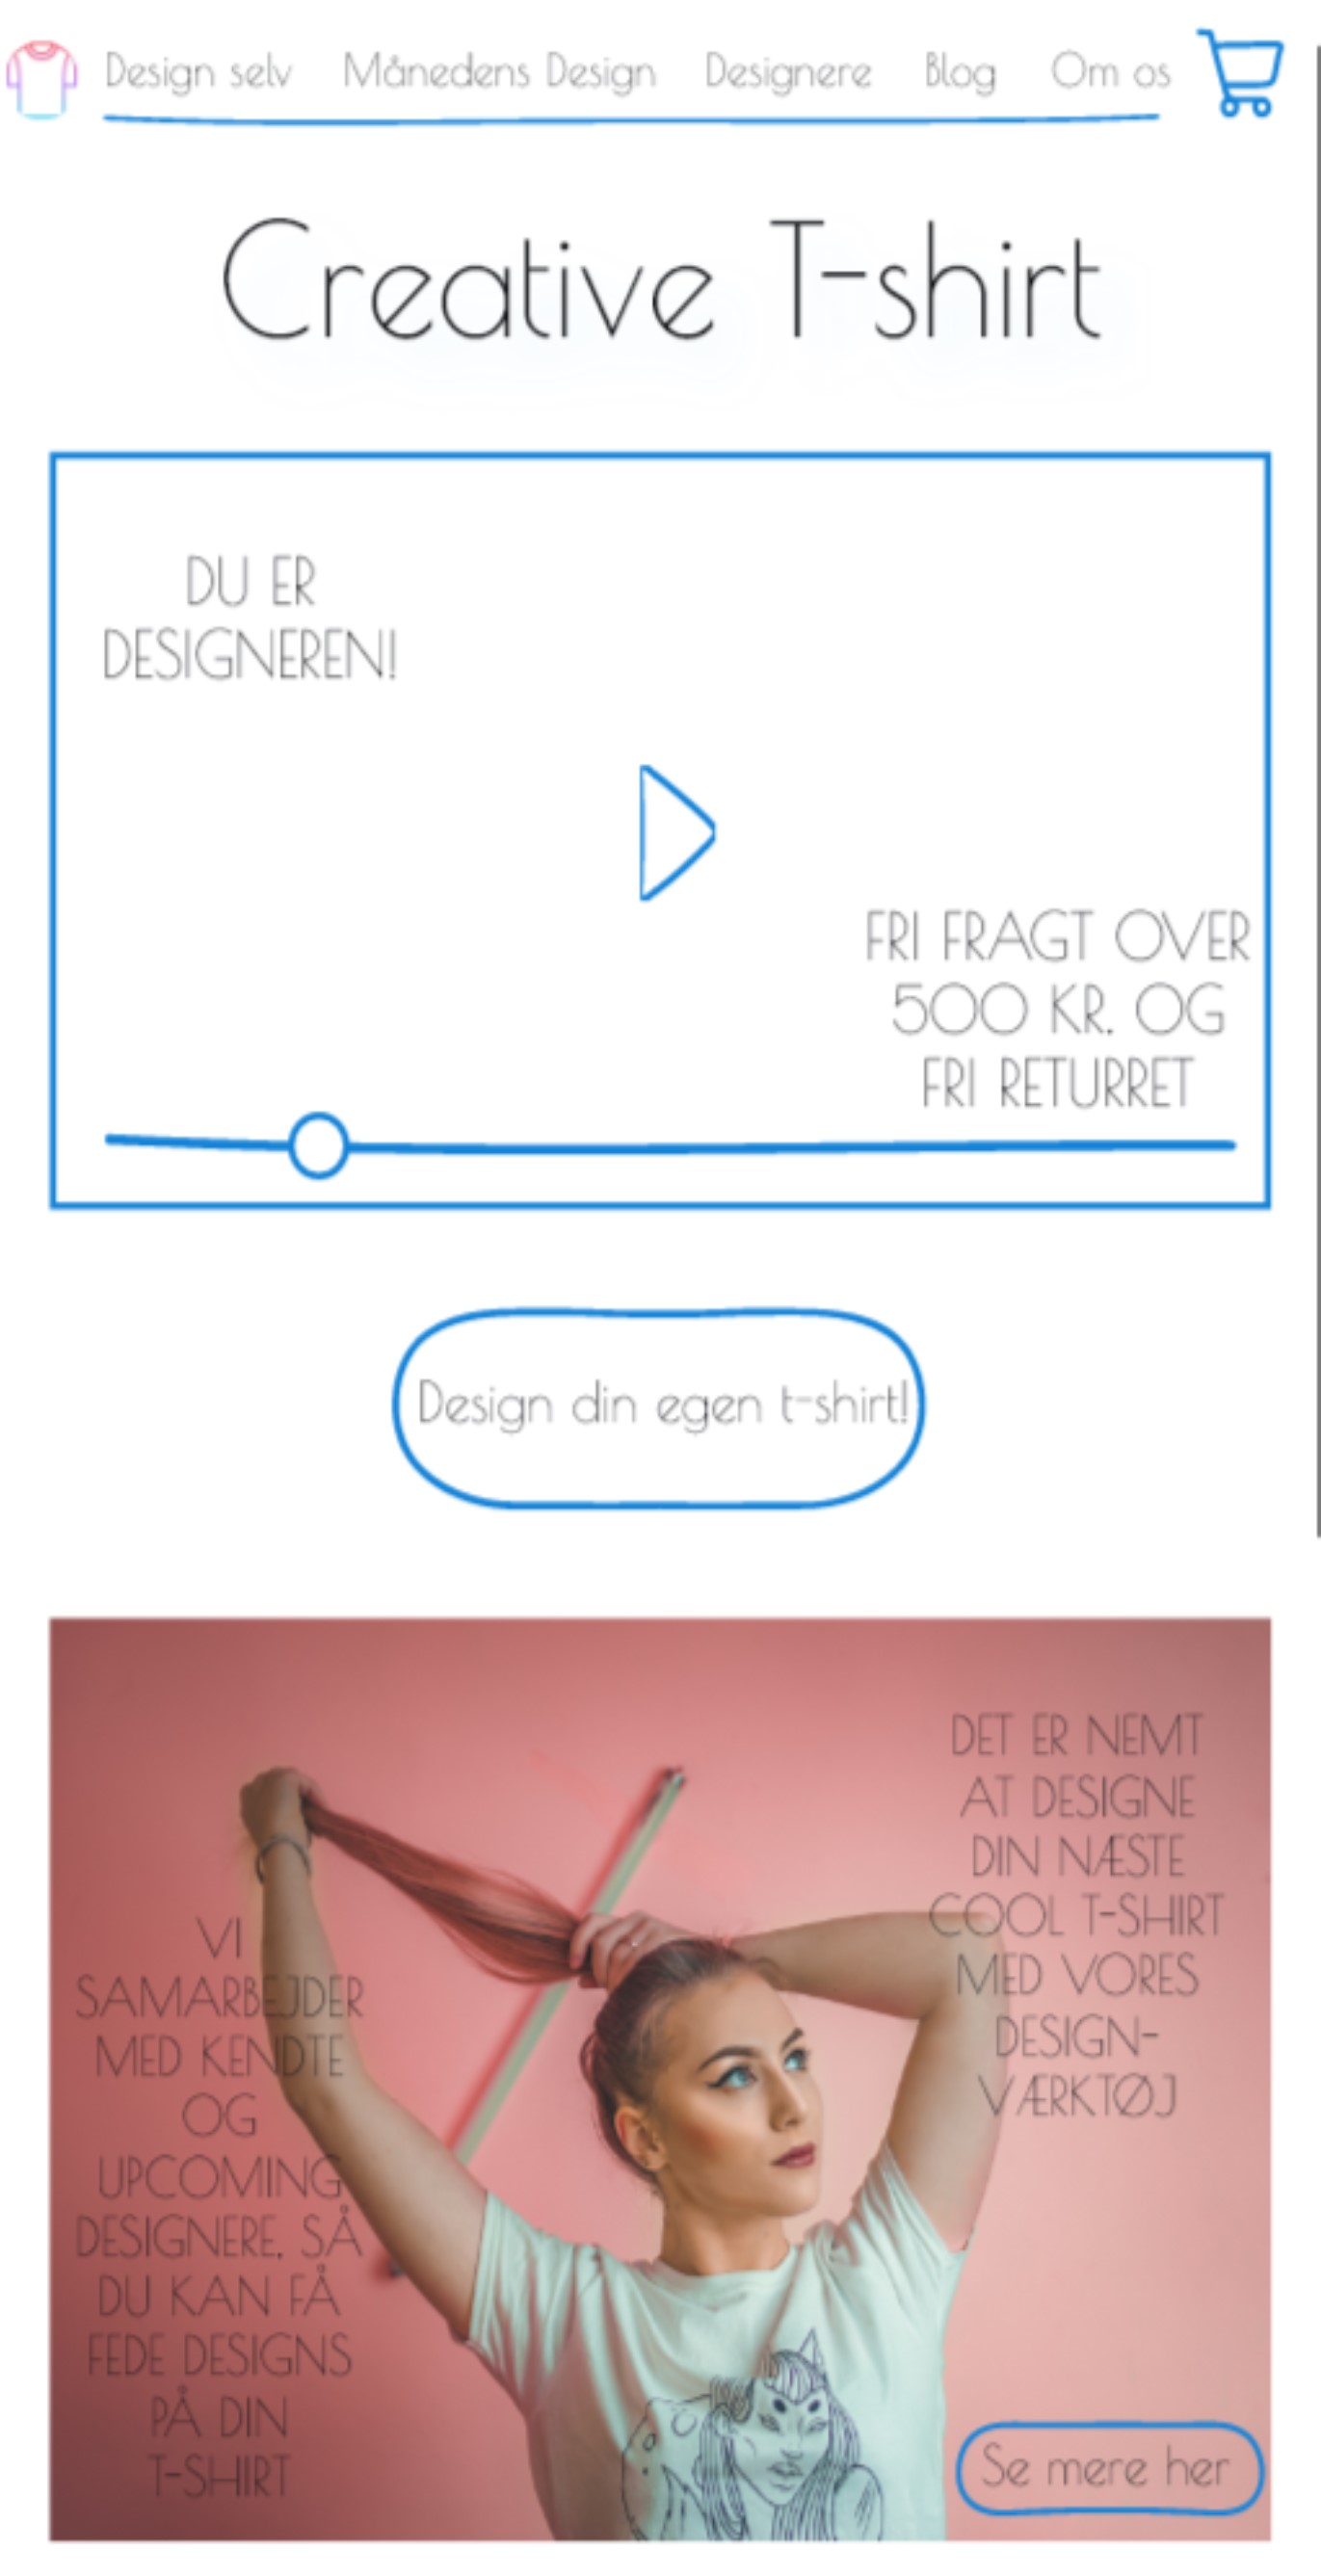 Design selv Månedens Design Designere Blog Om os
Creative T-shirt
DU ER
DESIGNEREN!
FRI FRAGT OVER
500 KR. OG
FRI RETURRET
Design din egen t-shirt!
DET ER NEMT
AT DESIGNE
DIN NÆSTE
COOL T-SHIRT
MED VORES
DESIGN-
VÆRKTØJ
VI
SAMARBEJDER
MED KENDTE
OG
UPCOMING
DESIGNERE, SÅ
DU KAN FÅ
FEDE DESIGNS
PÅ DIN
T-SHIRT
Se mere her